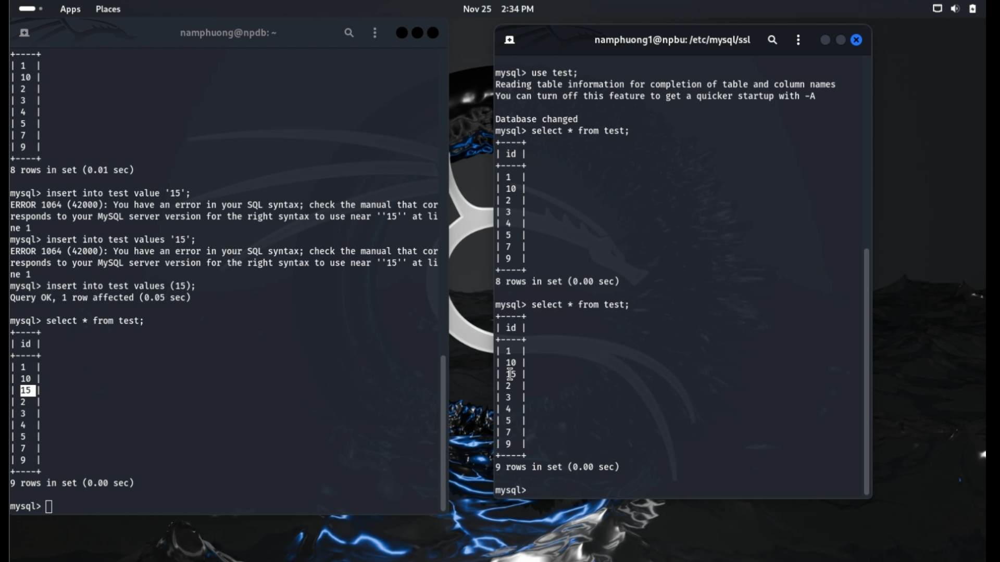 Apps Places Nov 25 2:34 PM
namphuong@npdb: ~
+----+
| 1 |
| 10 |
| 2 |
| 3 |
| 4 |
| 5 |
| 7 |
| 9 |
+----+
8 rows in set (0.01 sec)
mysql> insert into test value '15';
ERROR 1064 (42000): You have an error in your SQL syntax; check the manual that cor
responds to your MySQL server version for the right syntax to use near ''15'' at li
ne 1
mysql> insert into test values '15';
ERROR 1064 (42000): You have an error in your SQL syntax; check the manual that cor
responds to your MySQL server version for the right syntax to use near ''15'' at li
ne 1
mysql> insert into test values (15);
Query OK, 1 row affected (0.05 sec)
mysql> select * from test;
+----+
| id |
+----+
| 1 |
| 10 |
| 15 |
| 2 |
| 3 |
| 4 |
| 5 |
| 7 |
| 9 |
+----+
9 rows in set (0.00 sec)
mysql>
namphuong1@npbu: /etc/mysql/ssl
mysql> use test;
Reading table information for completion of table and column names
You can turn off this feature to get a quicker startup with -A
Database changed
mysql> select * from test;
+----+
| id |
+----+
| 1 |
| 10 |
| 2 |
| 3 |
| 4 |
| 5 |
| 7 |
| 9 |
+----+
8 rows in set (0.00 sec)
mysql> select * from test;
+----+
| id |
+----+
| 1 |
| 10 |
| 15 |
| 2 |
| 3 |
| 4 |
| 5 |
| 7 |
| 9 |
+----+
9 rows in set (0.00 sec)
mysql>